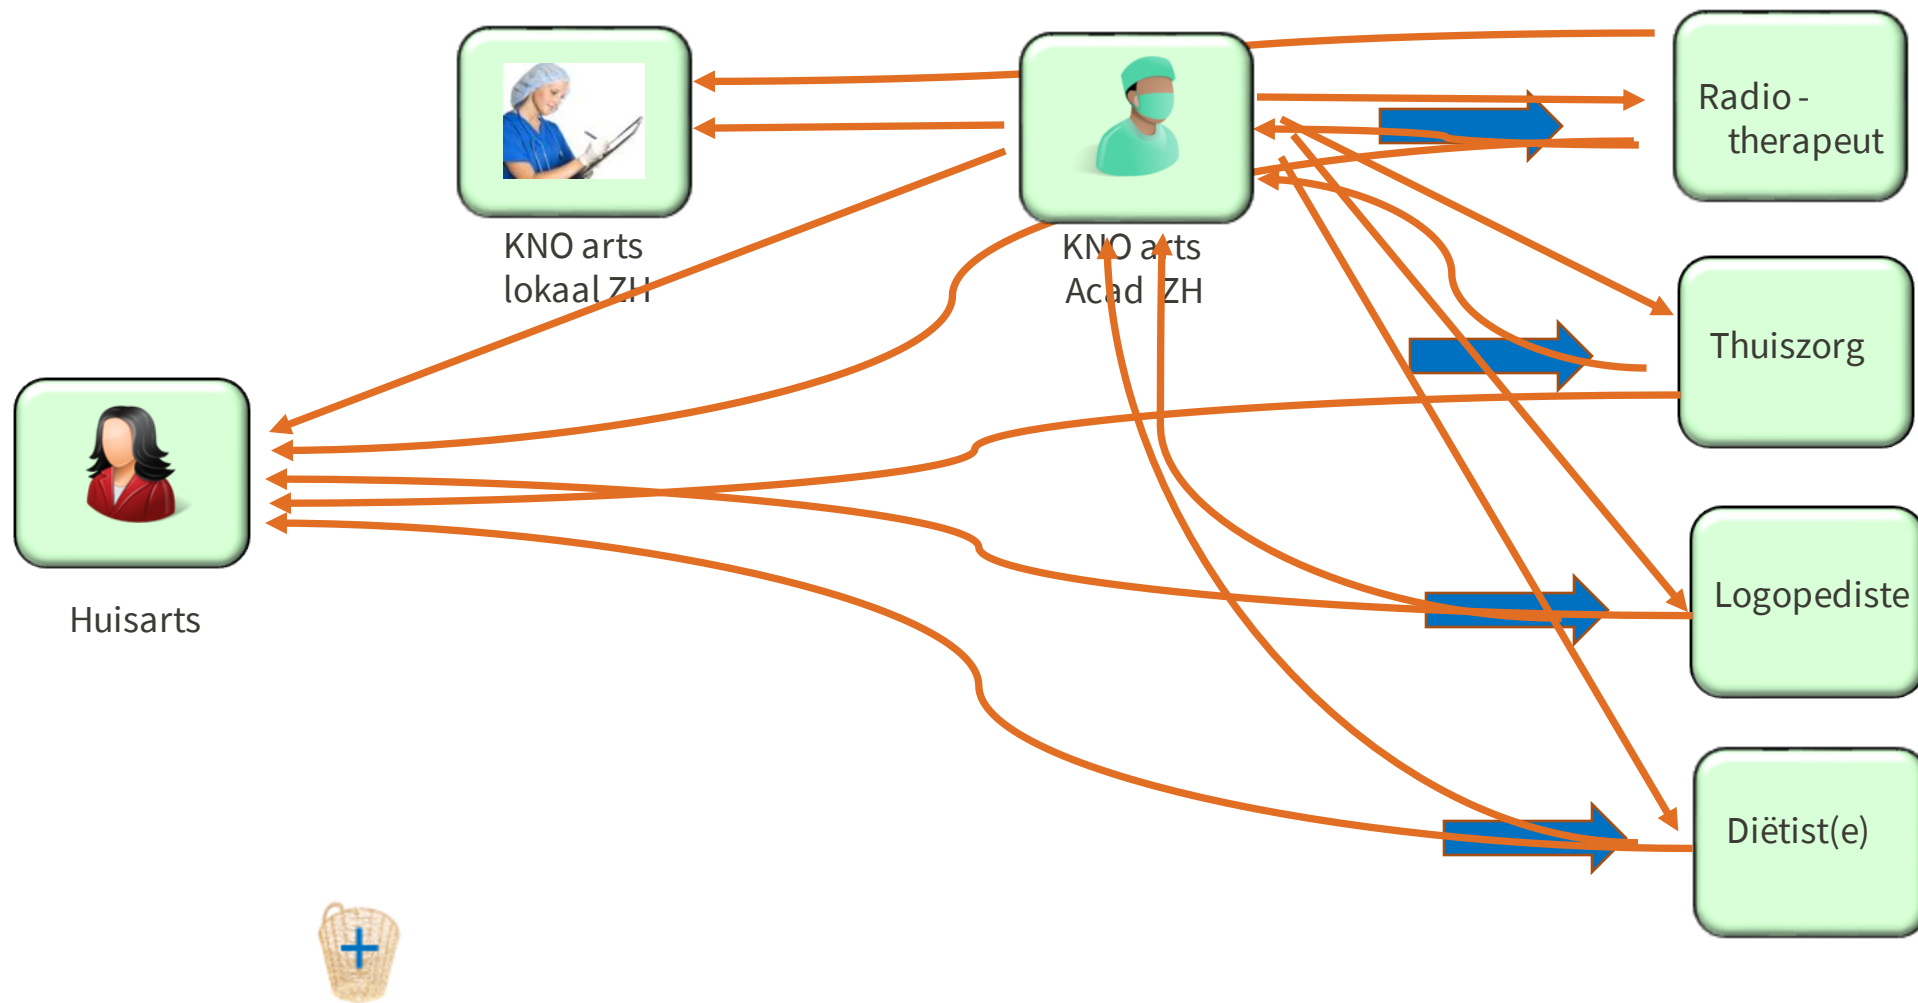 KNO arts
lokaal ZH
KNO arts
Acad ZH
Radio -
therapeut
Thuiszorg
Huisarts
Logopediste
Diëtist(e)